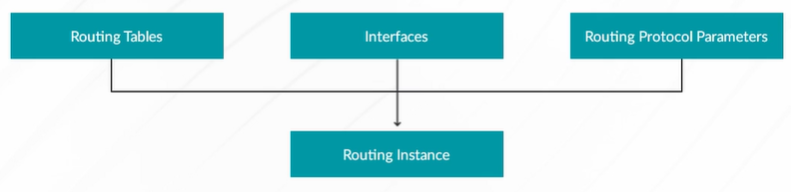 Routing Tables
Interfaces
Routing Protocol Parameters
Routing Instance